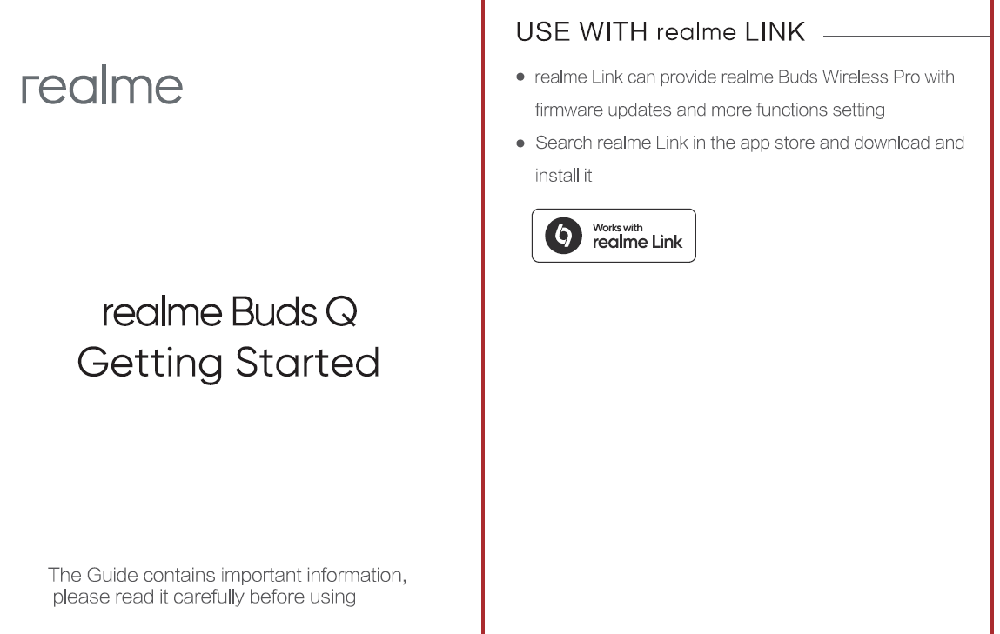 realme
realme Buds Q
Getting Started
The Guide contains important information,
please read it carefully before using
USE WITH realme LINK
● realme Link can provide realme Buds Wireless Pro with
firmware updates and more functions setting
● Search realme Link in the app store and download and
install it
Works with
realme Link